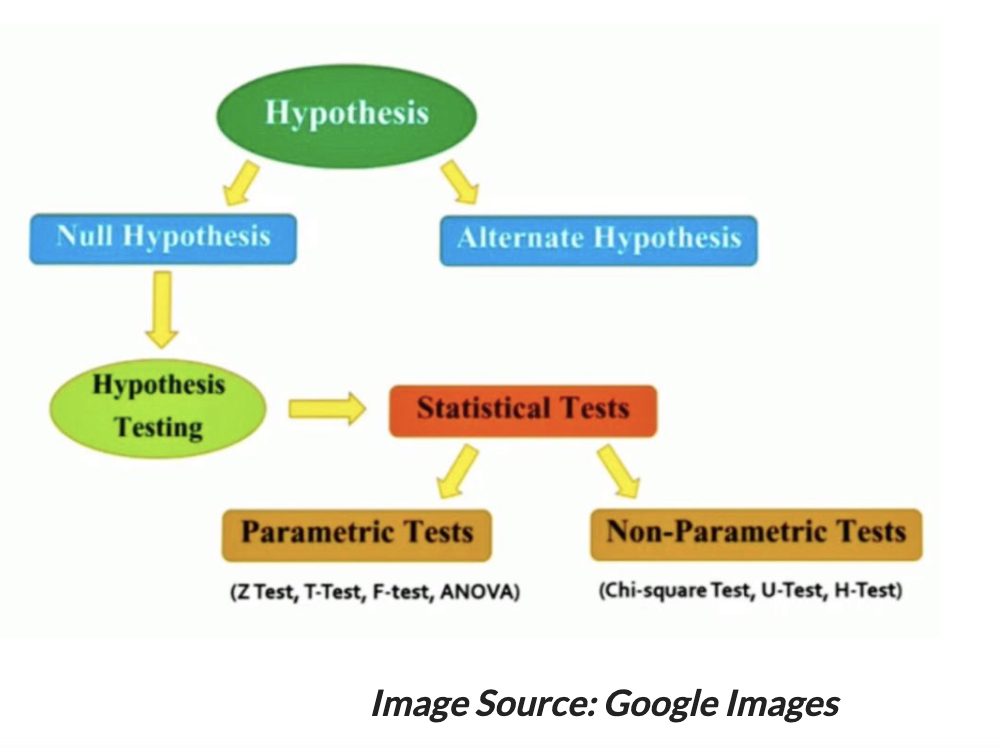 Hypothesis
Null Hypothesis
Alternate Hypothesis
Hypothesis
Testing
Statistical Tests
Parametric Tests
Non-Parametric Tests
(Z Test, T-Test, F-test, ANOVA)
(Chi-square Test, U-Test, H-Test)
Image Source: Google Images